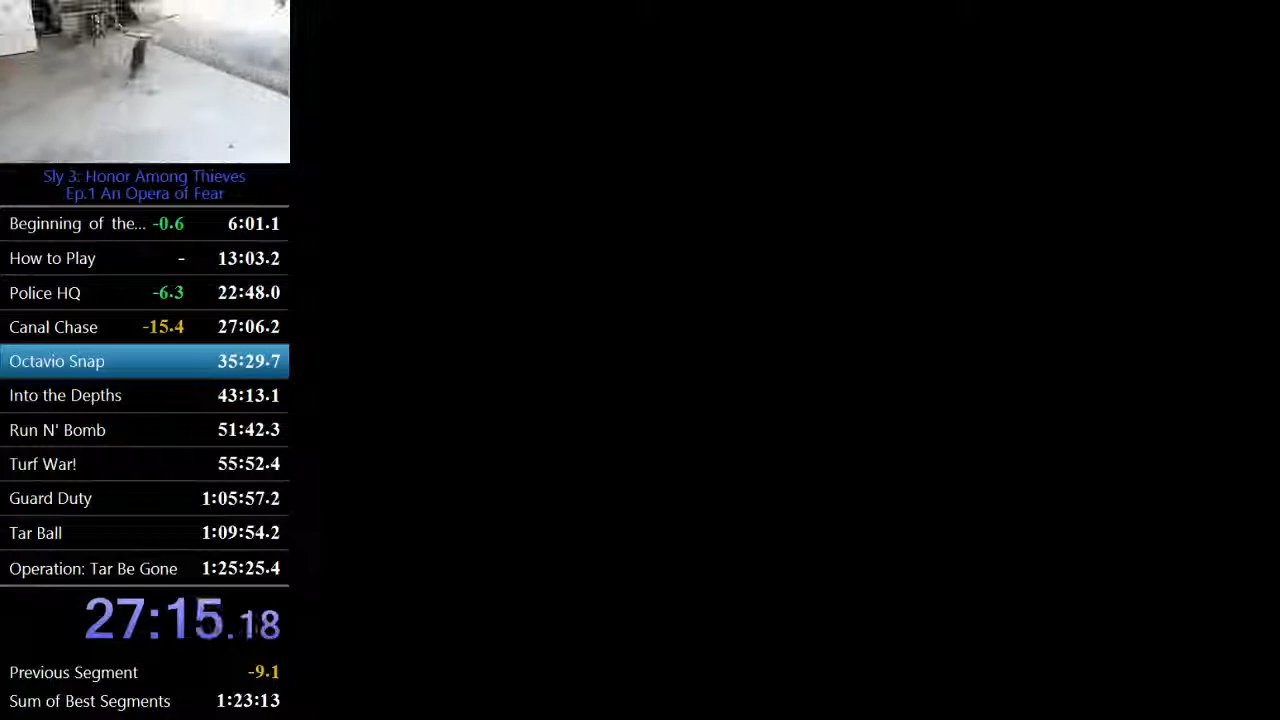 Sly 3: Honor Among Thieves
Ep.1 An Opera of Fear
Beginning of the... -0.6 6:01.1
How to Play - 13:03.2
Police HQ -6.3 22:48.0
Canal Chase -15.4 27:06.2
Octavio Snap 35:29.7
Into the Depths 43:13.1
Run N' Bomb 51:42.3
Turf War! 55:52.4
Guard Duty 1:05:57.2
Tar Ball 1:09:54.2
Operation: Tar Be Gone 1:25:25.4
27:15.18
Previous Segment -9.1
Sum of Best Segments 1:23:13